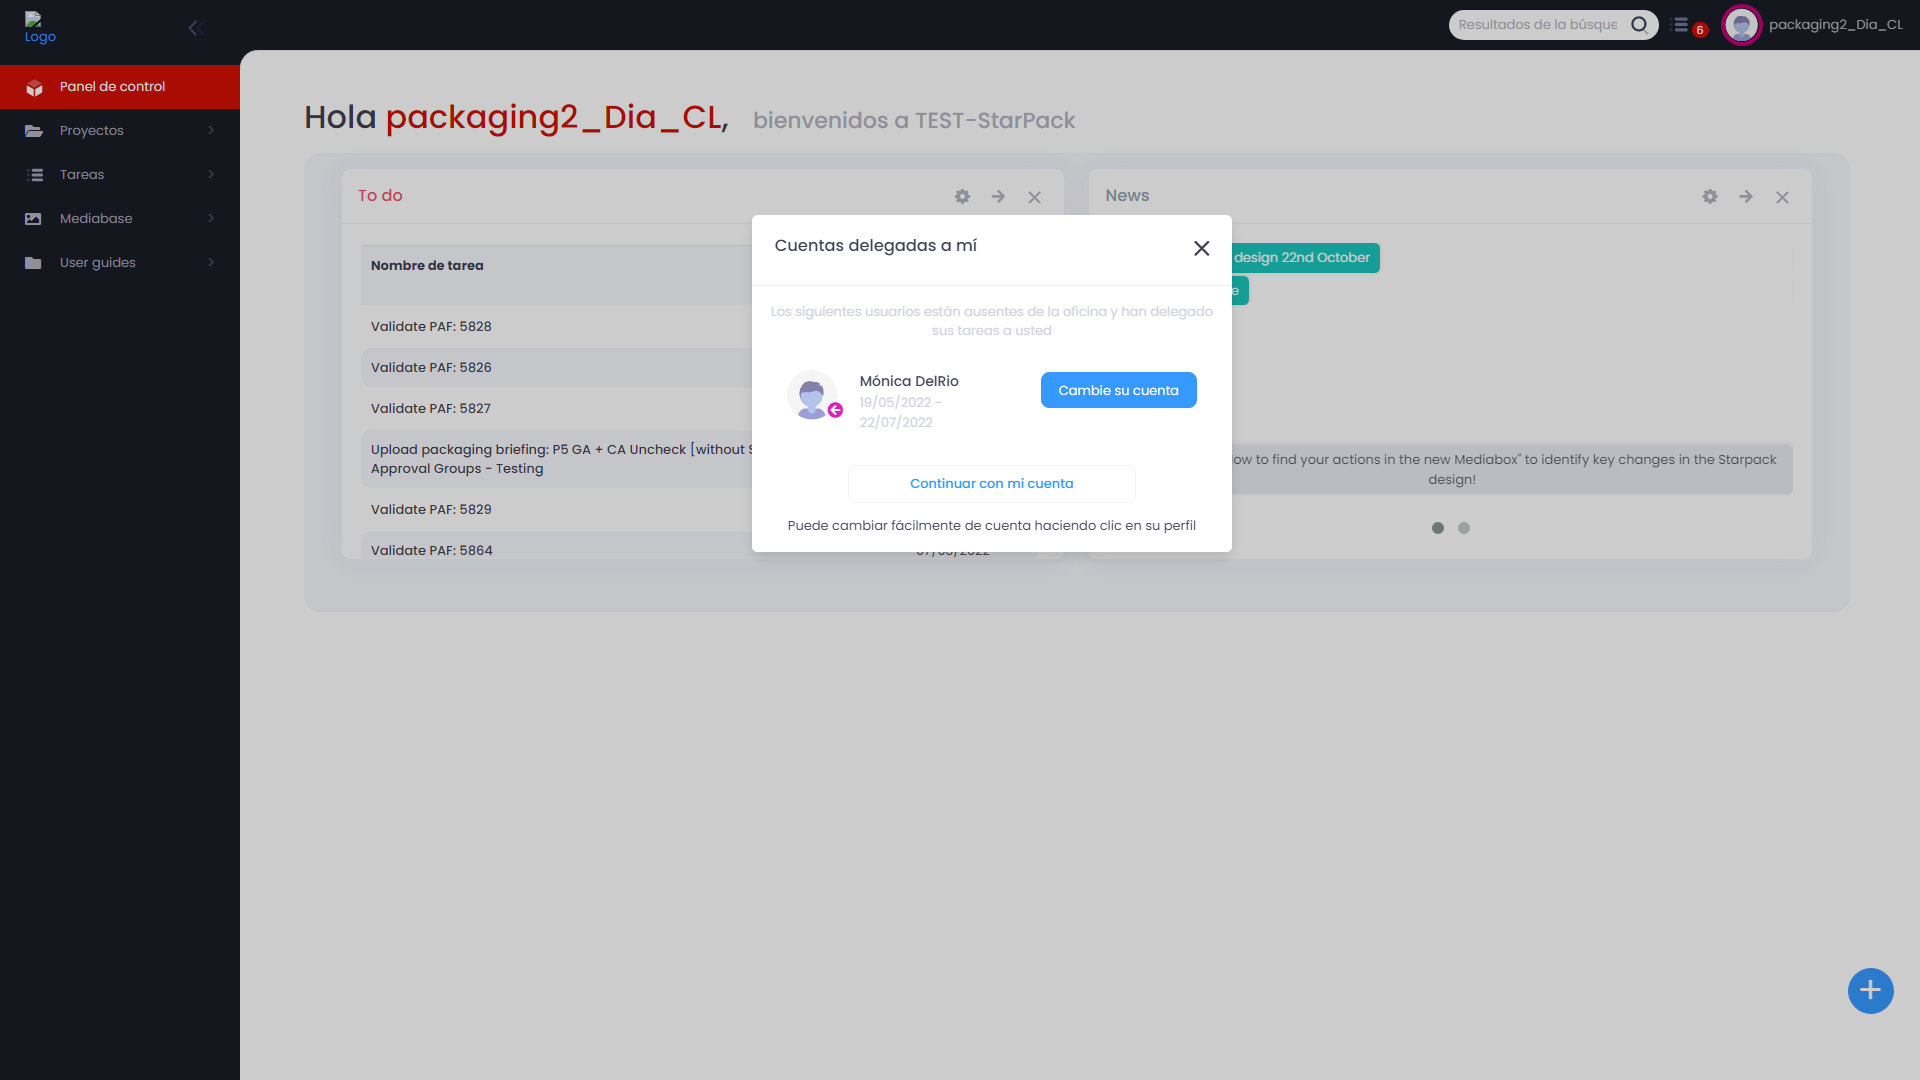 Logo
Resultados de la búsque
6
packaging2_Dia_CL
Panel de control
Proyectos
Tareas
Mediabase
User guides
Hola packaging2_Dia_CL, bienvenidos a TEST-StarPack
To do
News
Nombre de tarea
Validate PAF: 5828
Validate PAF: 5826
Validate PAF: 5827
Upload packaging briefing: P5 GA + CA Uncheck [without S
Approval Groups - Testing
Validate PAF: 5829
Validate PAF: 5864
Cuentas delegadas a mí
Los siguientes usuarios están ausentes de la oficina y han delegado
sus tareas a usted
Mónica DelRio
19/05/2022 -
22/07/2022
Cambie su cuenta
Continuar con mi cuenta
Puede cambiar fácilmente de cuenta haciendo clic en su perfil
design 22nd October
e
ow to find your actions in the new Mediabox" to identify key changes in the Starpack
design!